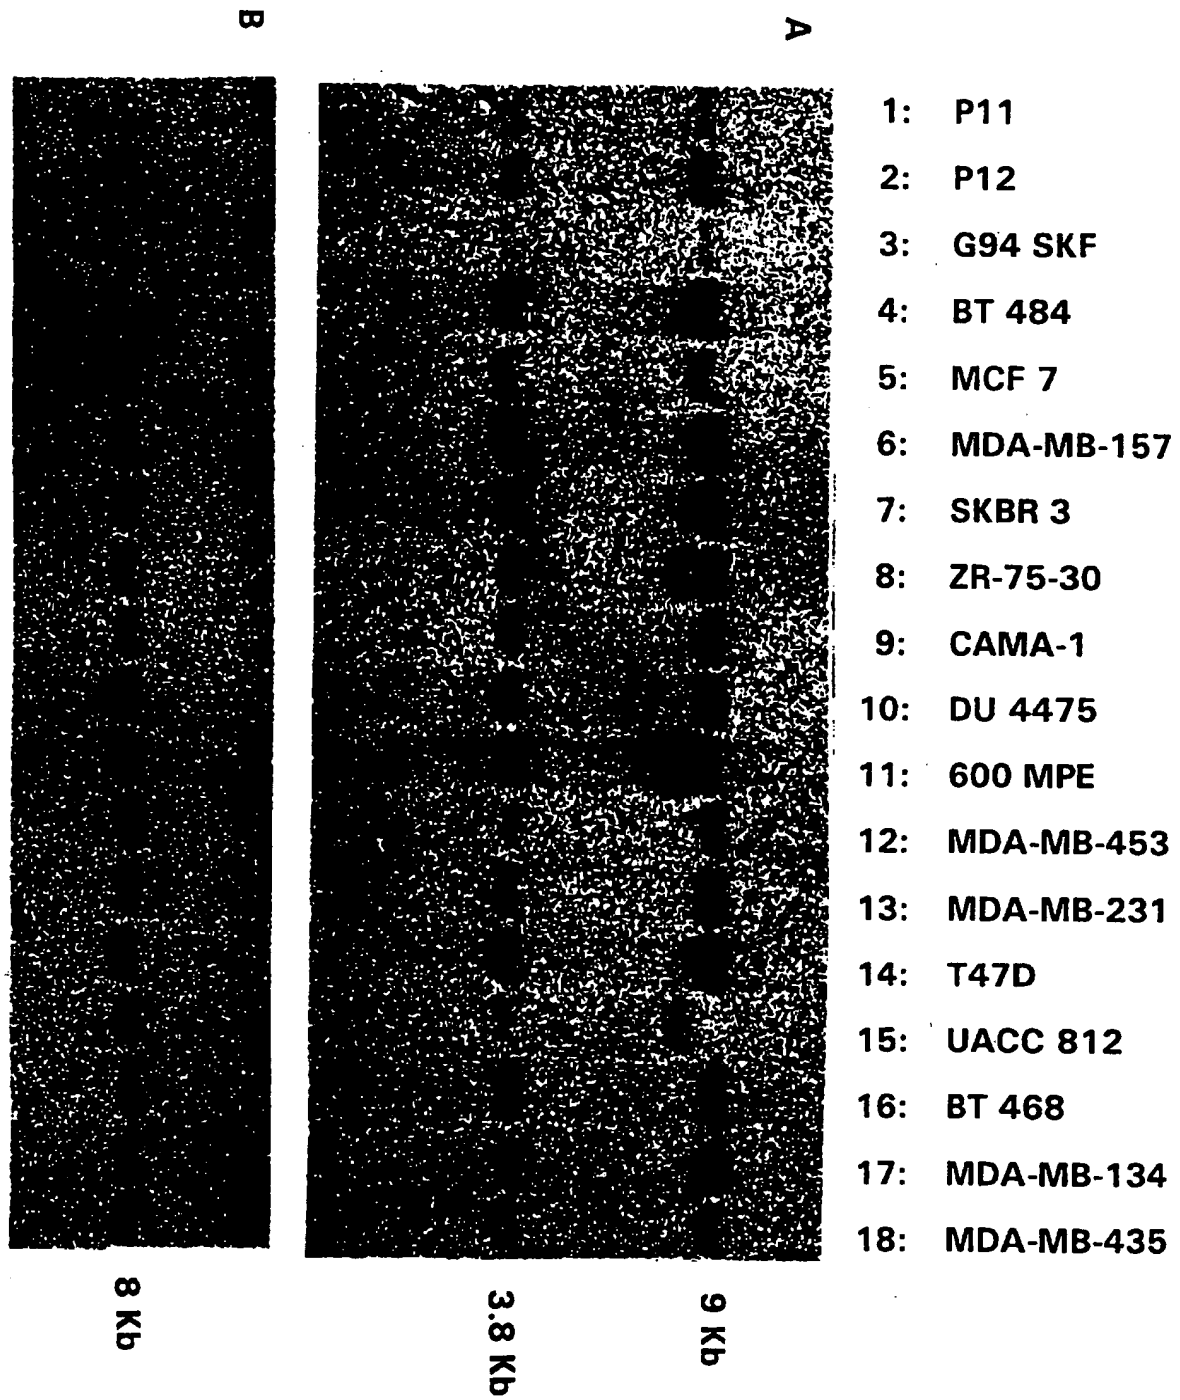 B
A
1: P11
2: P12
3: G94 SKF
4: BT 484
5: MCF 7
6: MDA-MB-157
7: SKBR 3
8: ZR-75-30
9: CAMA-1
10: DU 4475
11: 600 MPE
12: MDA-MB-453
13: MDA-MB-231
14: T47D
15: UACC 812
16: BT 468
17: MDA-MB-134
18: MDA-MB-435
8 Kb
3.8 Kb
9 Kb